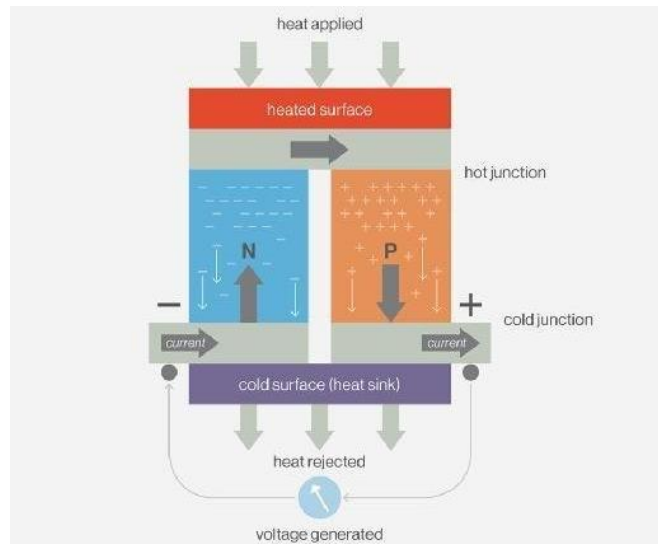 heat applied
heated surface
hot junction
N
P
−
+
cold junction
current
current
cold surface (heat sink)
heat rejected
voltage generated